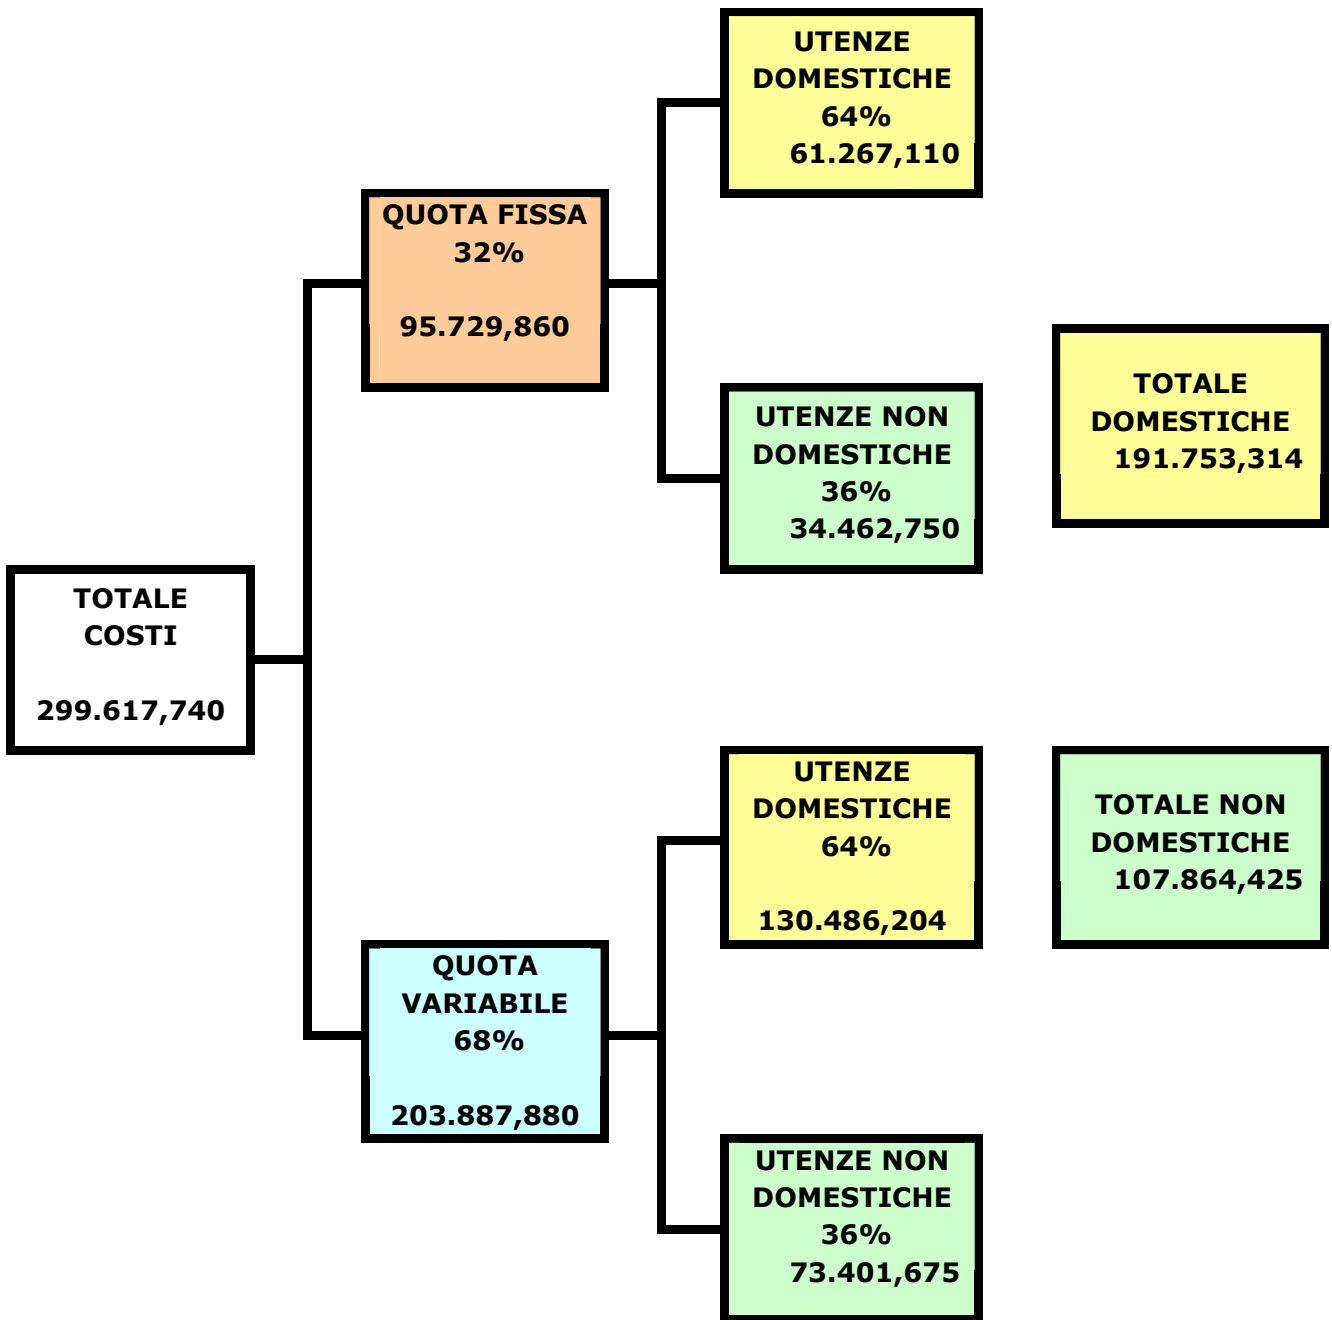 UTENZE
DOMESTICHE
64%
61.267,110
QUOTA FISSA
32%
95.729,860
UTENZE NON
DOMESTICHE
36%
34.462,750
TOTALE
DOMESTICHE
191.753,314
TOTALE
COSTI
299.617,740
UTENZE
DOMESTICHE
64%
130.486,204
TOTALE NON
DOMESTICHE
107.864,425
QUOTA
VARIABILE
68%
203.887,880
UTENZE NON
DOMESTICHE
36%
73.401,675